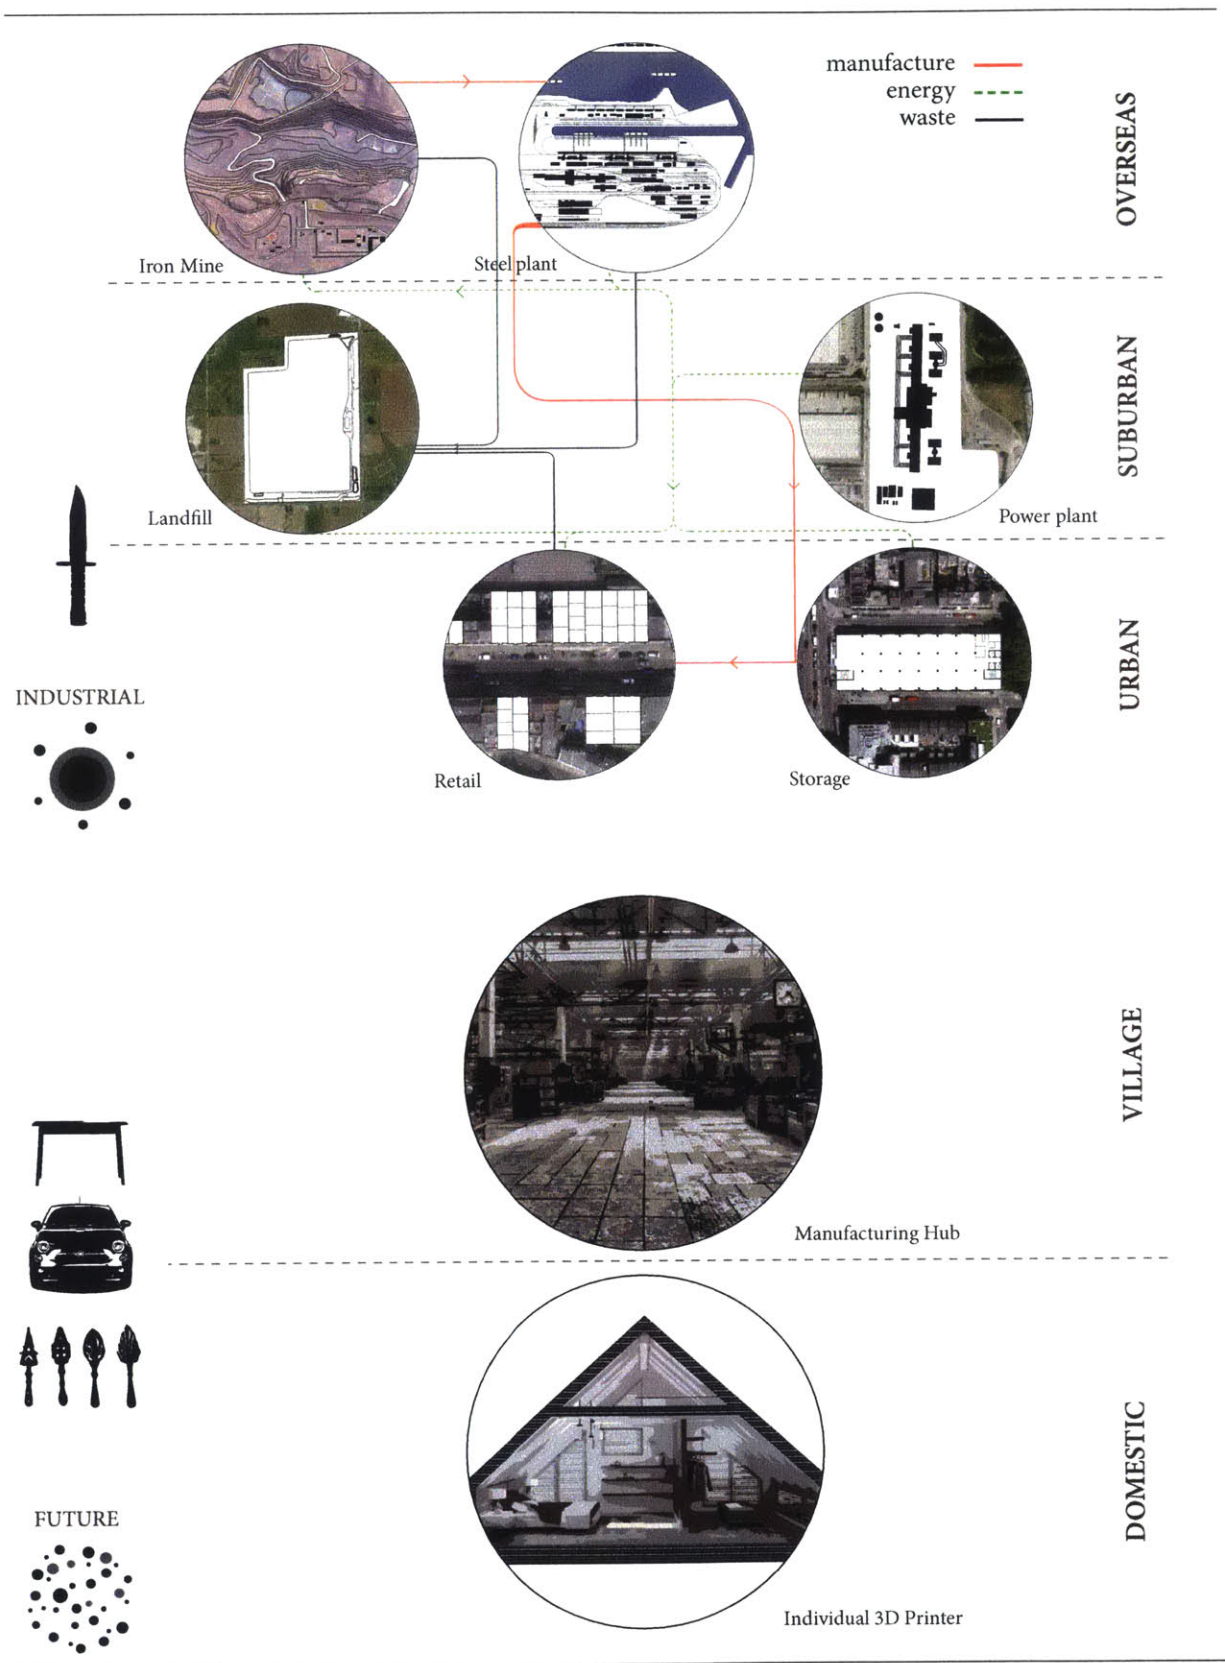 manufacture
energy
waste
OVERSEAS
Iron Mine
Steel plant
SUBURBAN
Landfill
Power plant
URBAN
INDUSTRIAL
Retail
Storage
VILLAGE
Manufacturing Hub
DOMESTIC
FUTURE
Individual 3D Printer